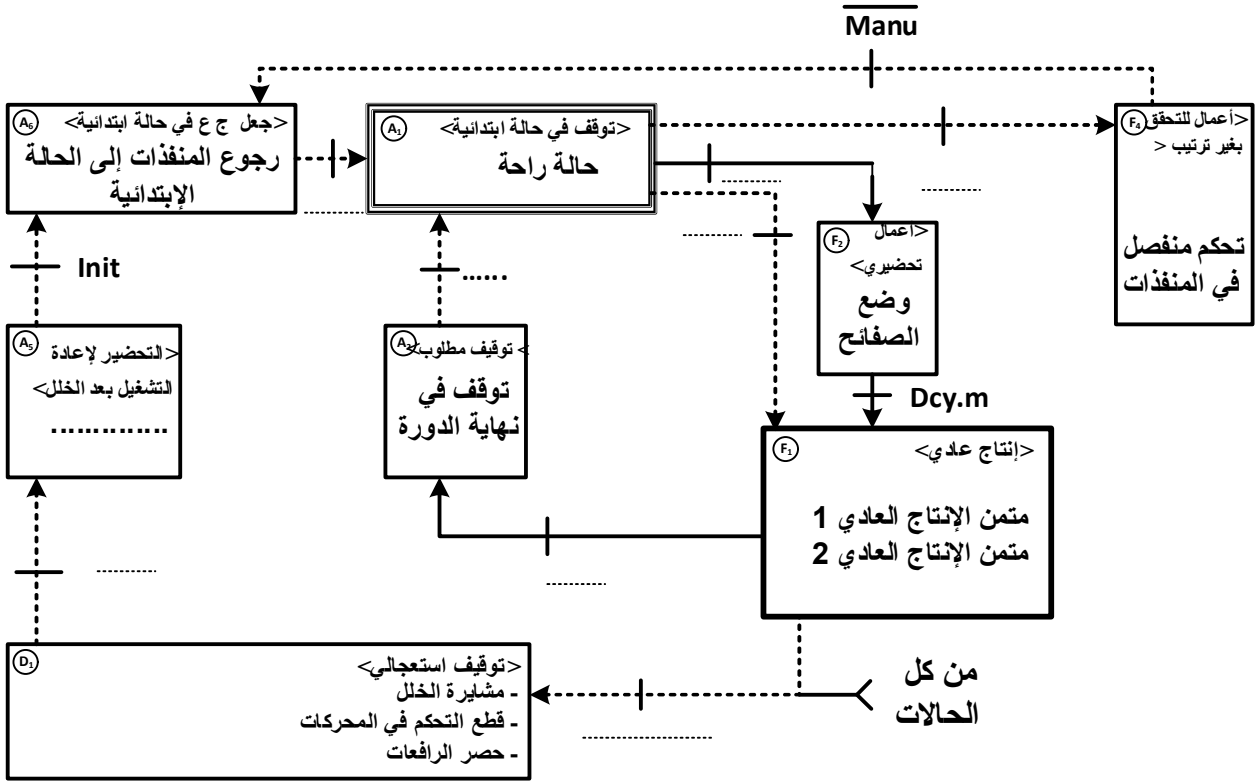 Manu
A₆
<جعل ج ع في حالة ابتدائية>
رجوع المنفذات إلى الحالة
الإبتدائية
..............
A₁
<توقف في حالة ابتدائية>
حالة راحة
..............
..............
F₄
<أعمال للتحقق
بغير ترتيب >
تحكم منفصل
في المنفذات
..............
F₂
<اعمال
تحضيري>
وضع
الصفائح
Init
......
Dcy.m
A₅
<التحضير لإعادة
التشغيل بعد الخلل>
..............
A₂
<توقيف مطلوب>
توقف في
نهاية الدورة
F₁
<إنتاج عادي>
متمن الإنتاج العادي 1
متمن الإنتاج العادي 2
..............
..............
D₁
<توقيف استعجالي>
- مشايرة الخلل
- قطع التحكم في المحركات
- حصر الرافعات
..............
من كل
الحالات